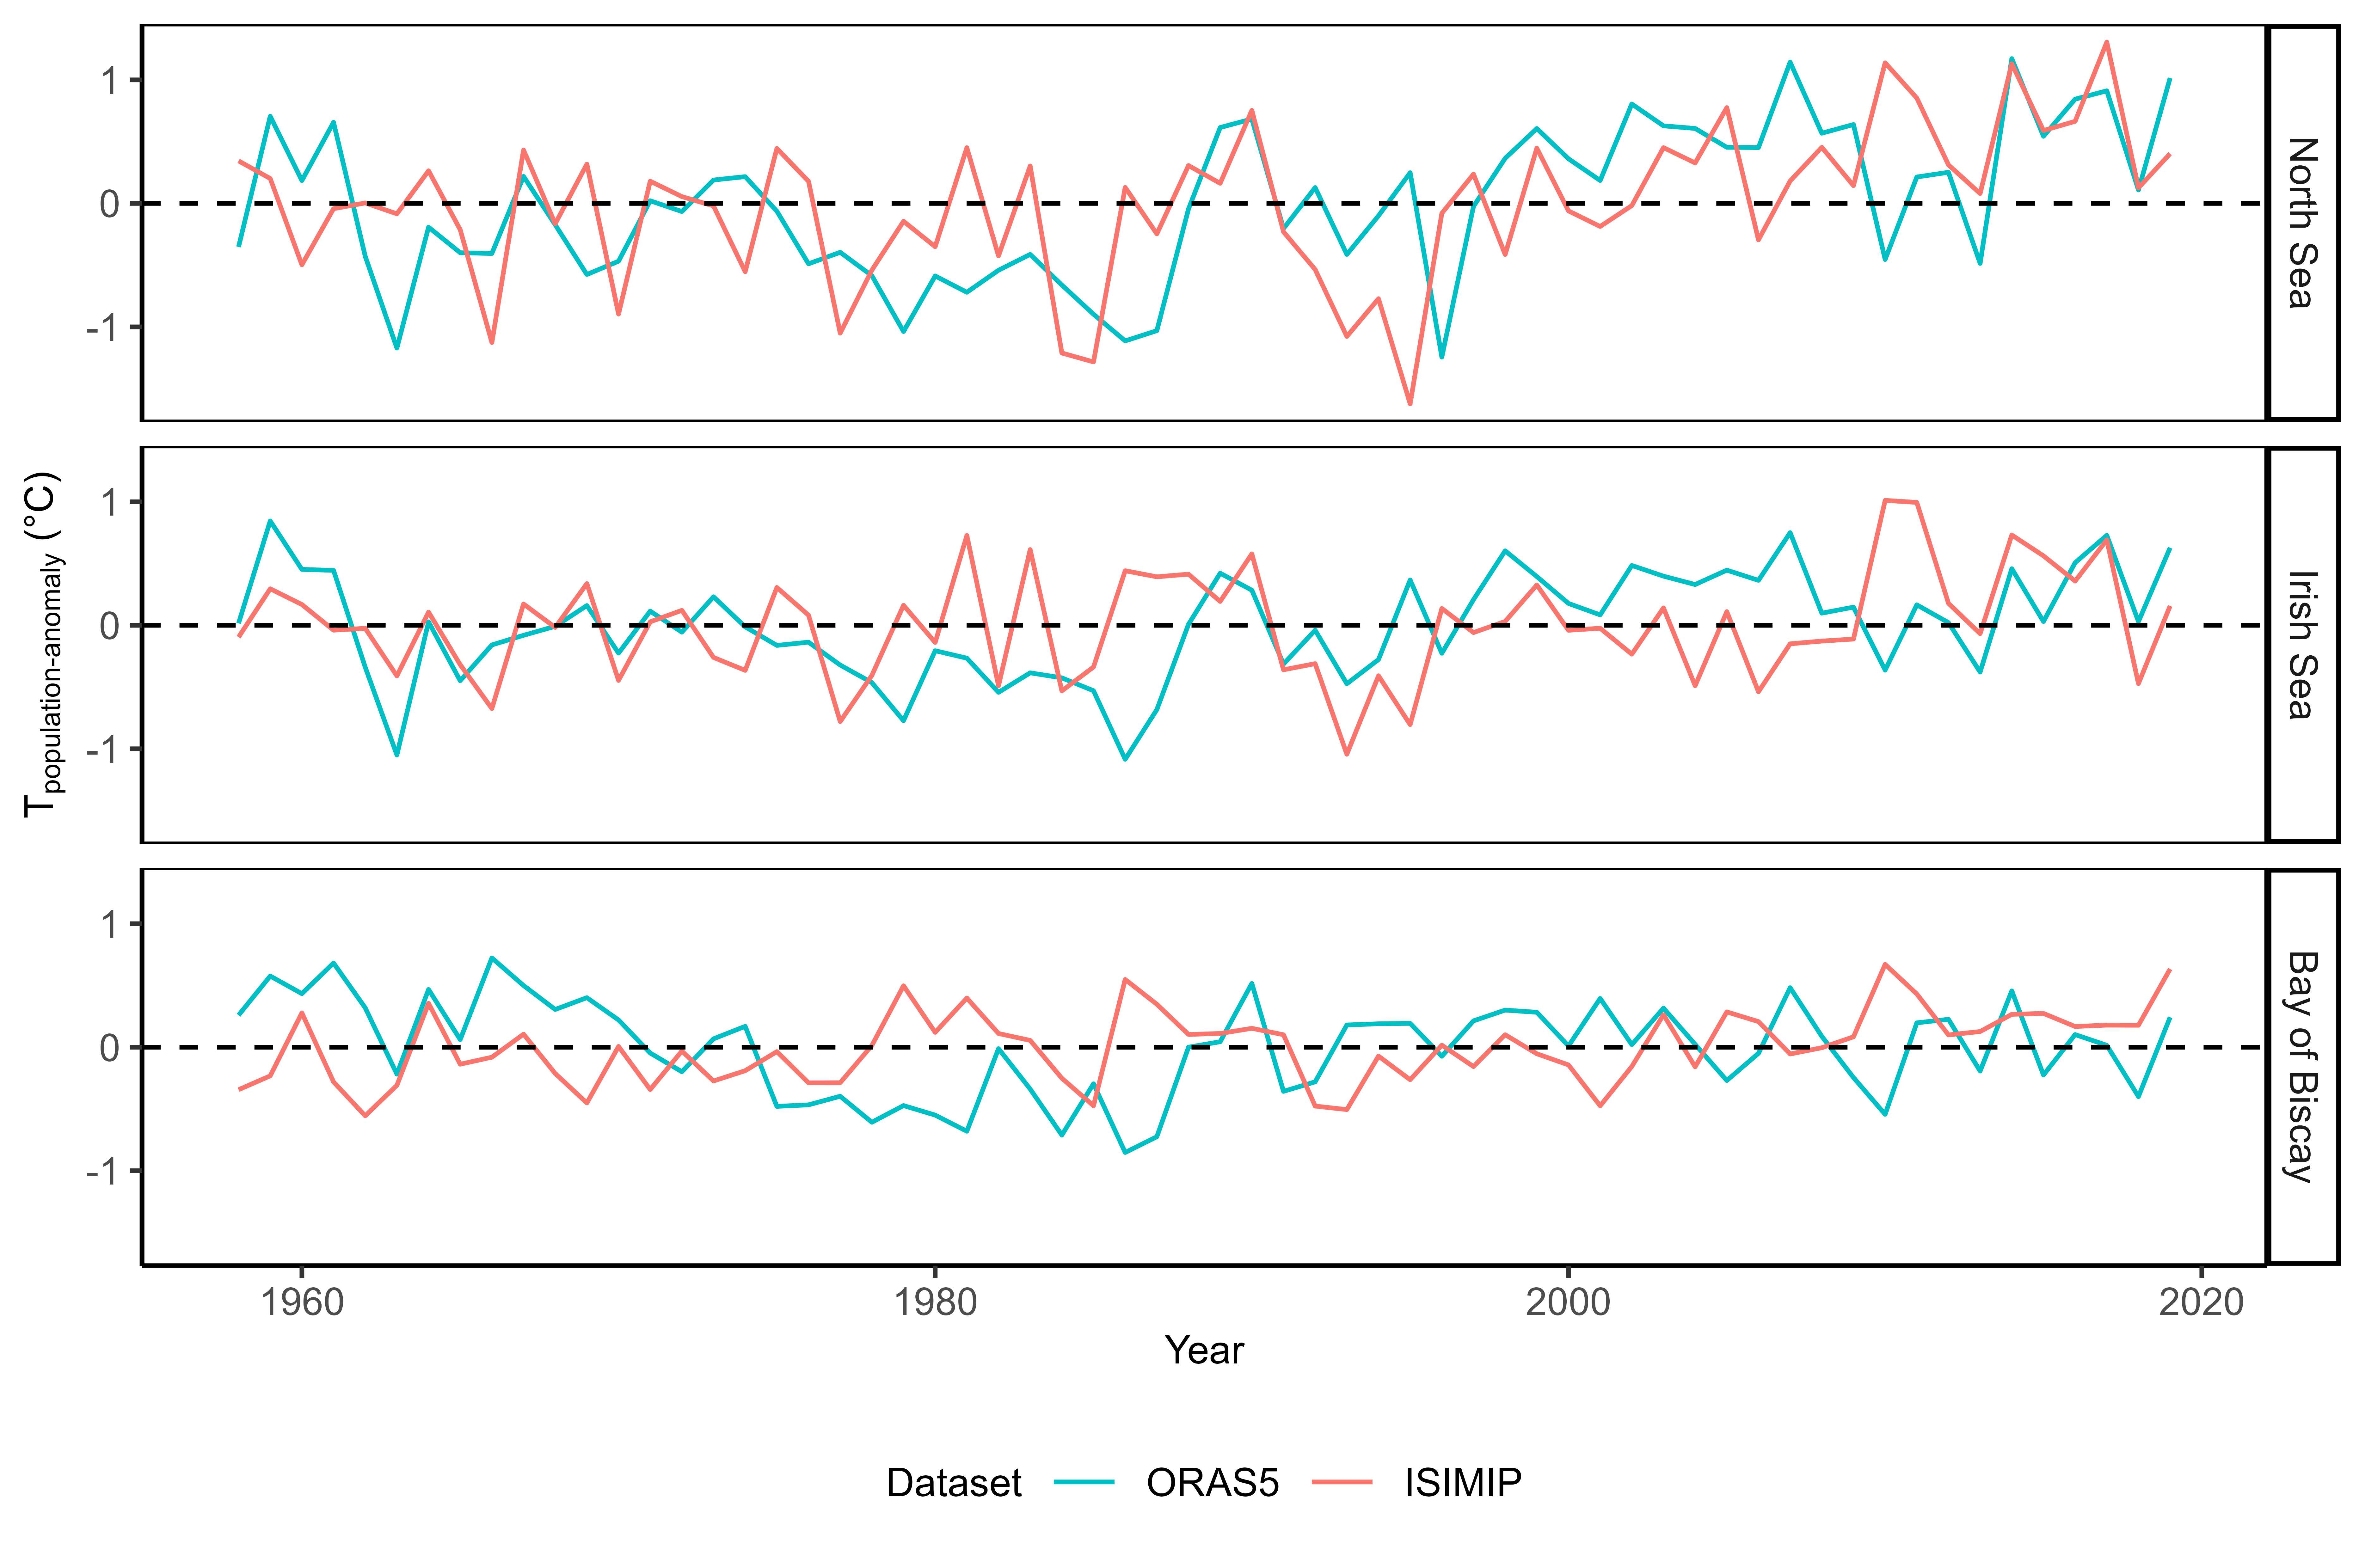 1
0
-1
North Sea
1
0
-1
Irish Sea
1
0
-1
Bay of Biscay
Tpopulation-anomaly (°C)
1960
1980
2000
2020
Year
Dataset ORAS5 ISIMIP